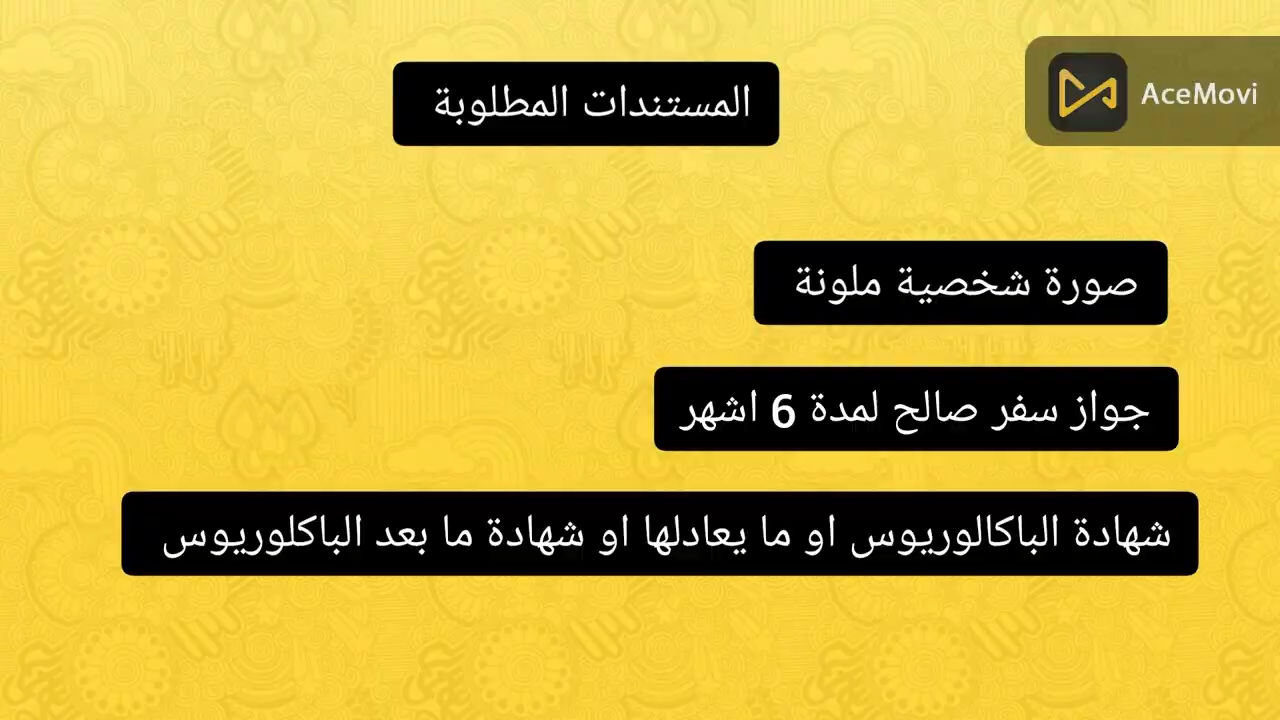 المستندات المطلوبة
AceMovi
صورة شخصية ملونة
جواز سفر صالح لمدة 6 اشهر
شهادة الباكالوريوس او ما يعادلها او شهادة ما بعد الباكلوريوس